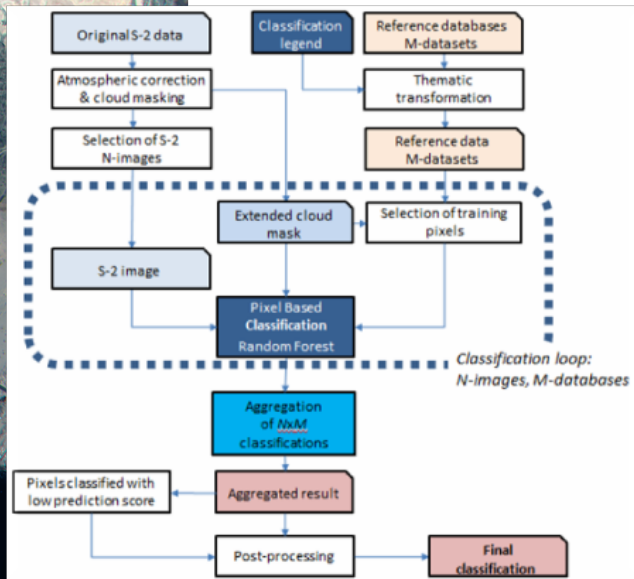 Original S-2 data
Classification
legend
Reference databases
M-datasets
Atmospheric correction
& cloud masking
Thematic
transformation
Selection of S-2
N-images
Reference data
M-datasets
Extended cloud
mask
Selection of training
pixels
S-2 image
Pixel Based
Classification
Random Forest
Classification loop:
N-images, M-databases
Aggregation
of NxM
classifications
Pixels classified with
low prediction score
Aggregated result
Post-processing
Final
classification